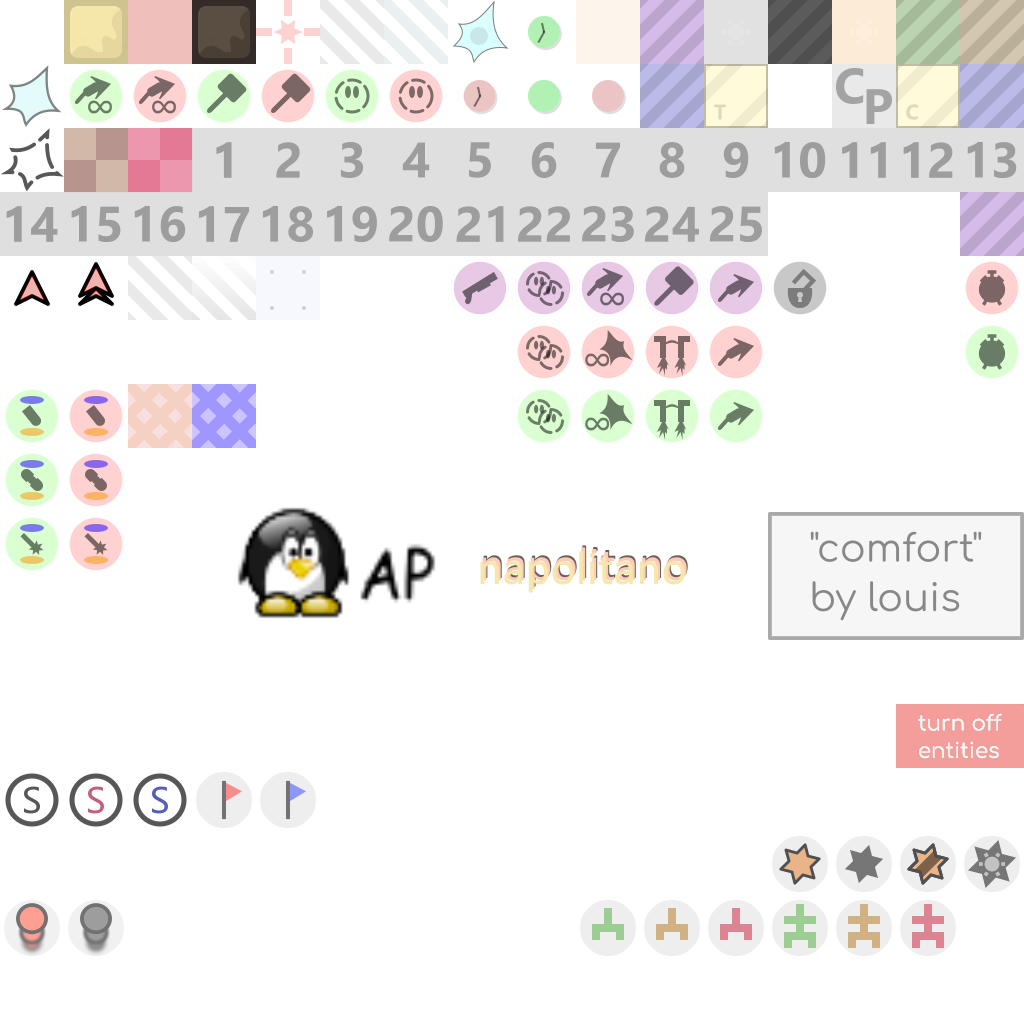 T
C
P
C
1 2 3 4 5 6 7 8 9 10 11 12 13
14 15 16 17 18 19 20 21 22 23 24 25
AP
napolitano
"comfort"
by louis
turn off
entities
S S S